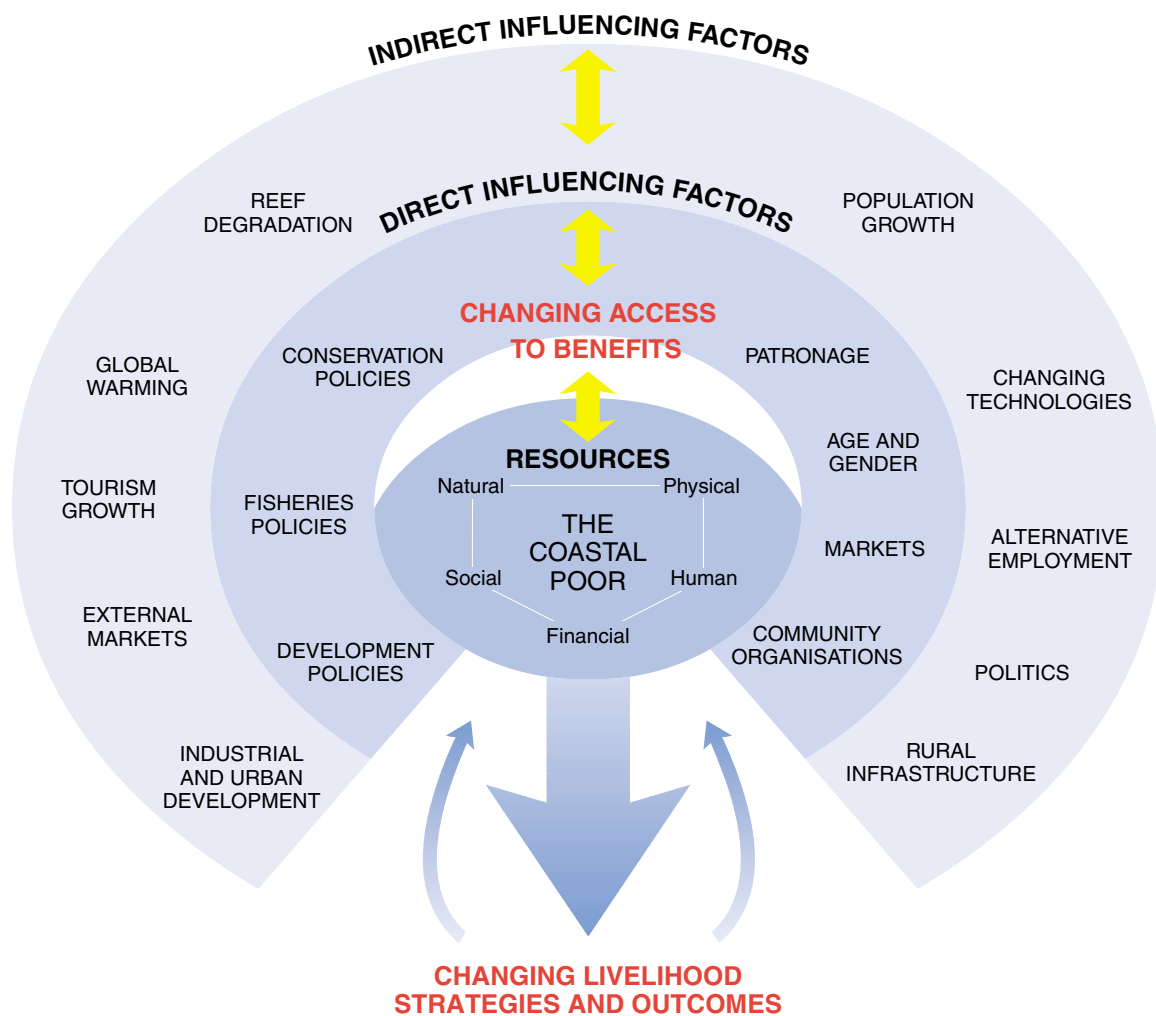 INDIRECT INFLUENCING FACTORS
DIRECT INFLUENCING FACTORS
REEF
DEGRADATION
POPULATION
GROWTH
CHANGING ACCESS
TO BENEFITS
GLOBAL
WARMING
CONSERVATION
POLICIES
PATRONAGE
CHANGING
TECHNOLOGIES
AGE AND
GENDER
TOURISM
GROWTH
FISHERIES
POLICIES
RESOURCES
Natural
Physical
THE
COASTAL
POOR
Social
Human
Financial
MARKETS
ALTERNATIVE
EMPLOYMENT
EXTERNAL
MARKETS
DEVELOPMENT
POLICIES
COMMUNITY
ORGANISATIONS
POLITICS
INDUSTRIAL
AND URBAN
DEVELOPMENT
RURAL
INFRASTRUCTURE
CHANGING LIVELIHOOD
STRATEGIES AND OUTCOMES